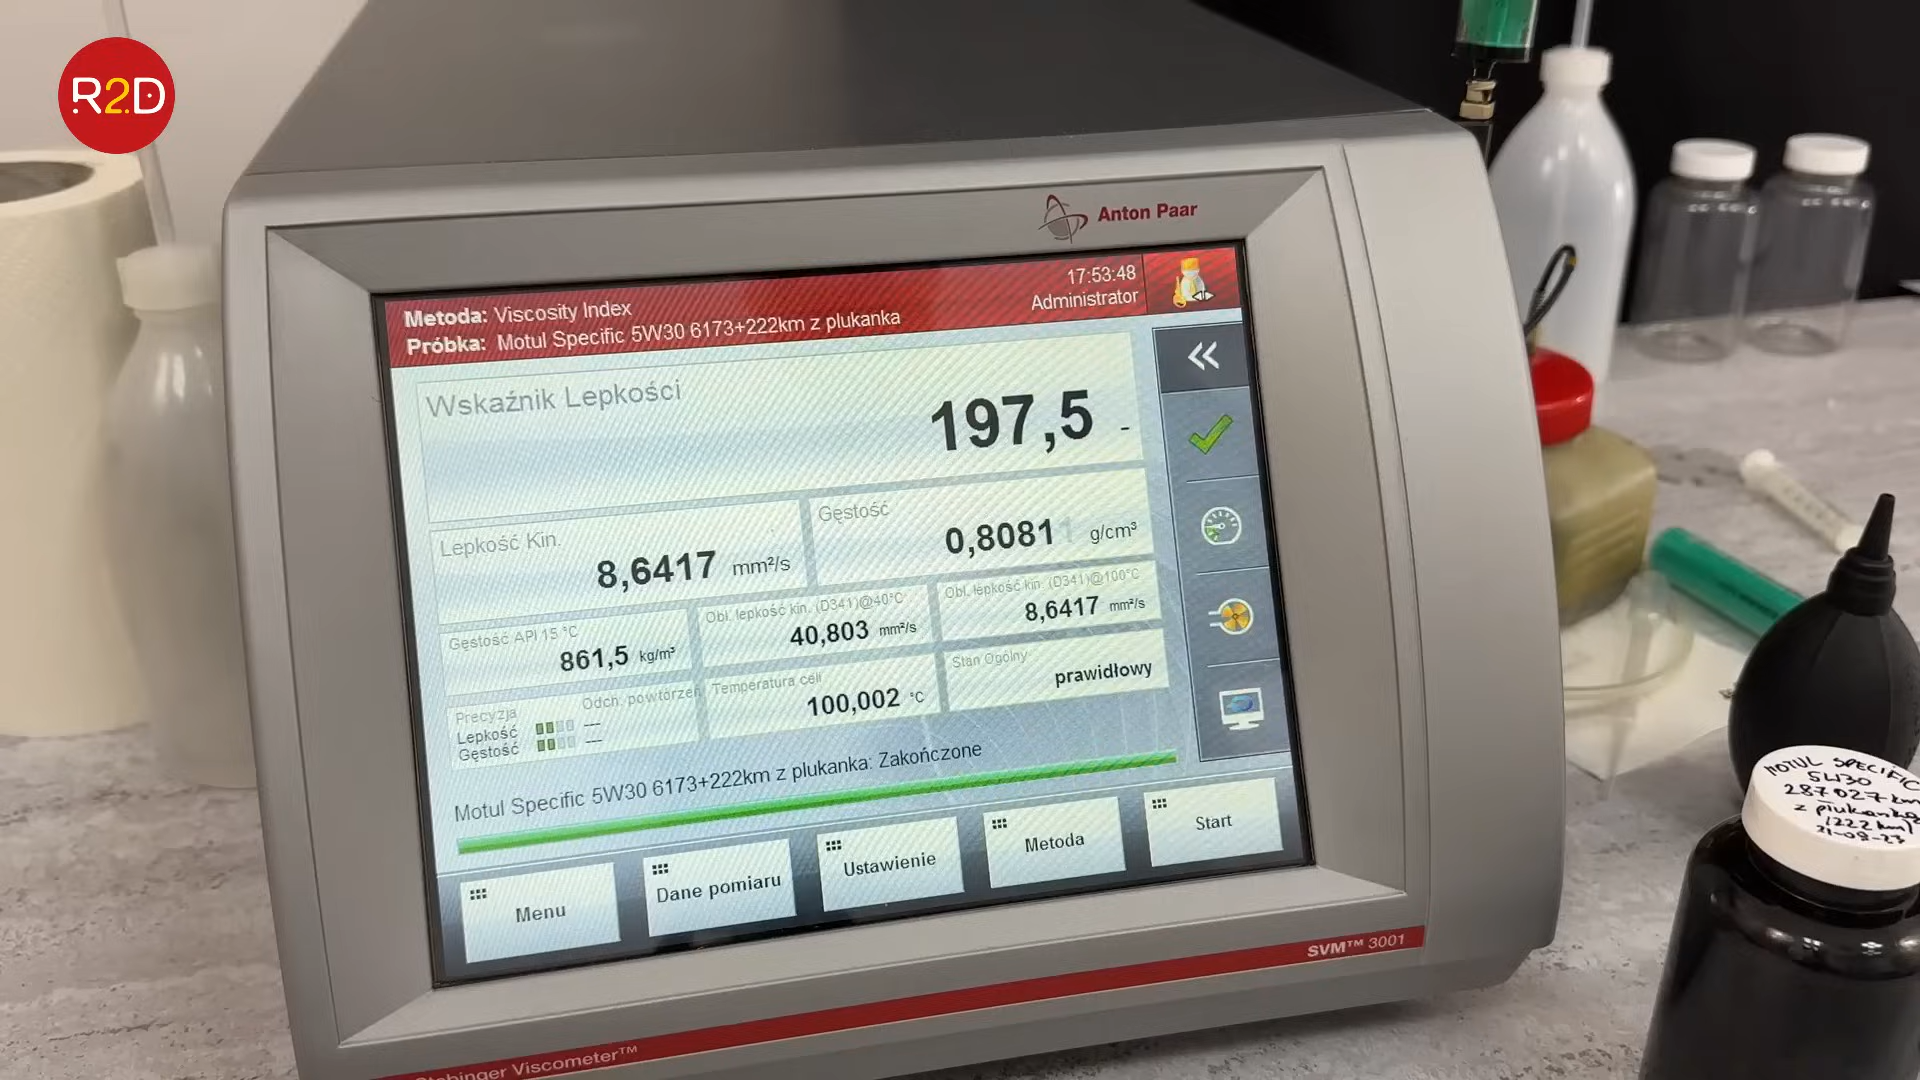 R2D
Anton Paar
Metoda: Viscosity Index
Próbka: Motul Specific 5W30 6173+222km z plukanka
17:53:48
Administrator
Wskaźnik Lepkości
197,5 -
Lepkość Kin.
8,6417 mm²/s
Gęstość
0,8081 g/cm³
Gęstość API 15 °C
861,5 kg/m³
Obl. lepkość kin. (D341)@40°C
40,803 mm²/s
Obl. lepkość kin. (D341)@100°C
8,6417 mm²/s
Precyzja
Odch. powtórzeń
Lepkość ---
Gęstość ---
Temperatura celi
100,002 °C
Stan Ogólny
prawidłowy
Motul Specific 5W30 6173+222km z plukanka: Zakończone
Menu
Dane pomiaru
Ustawienie
Metoda
Start
SVM™ 3001
Viscometer™
MOTUL SPECIFIC
5W30
287027km
z plukanką